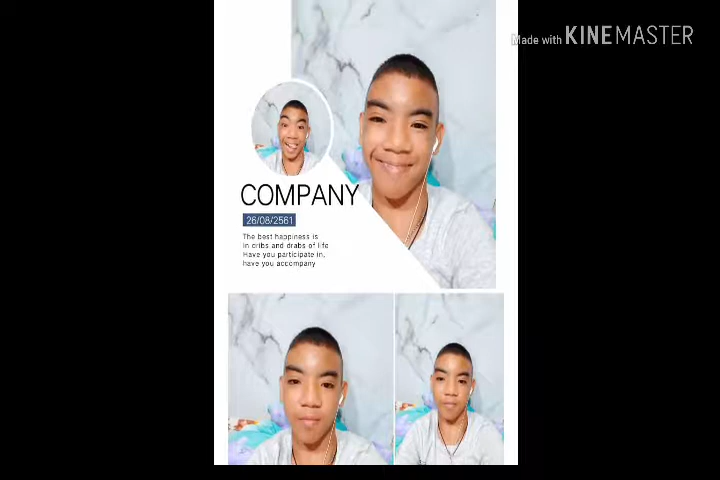 Made with KINEMASTER
COMPANY
26/08/2561
The best happiness is
in dribs and drabs of life
Have you participate in,
have you accompany